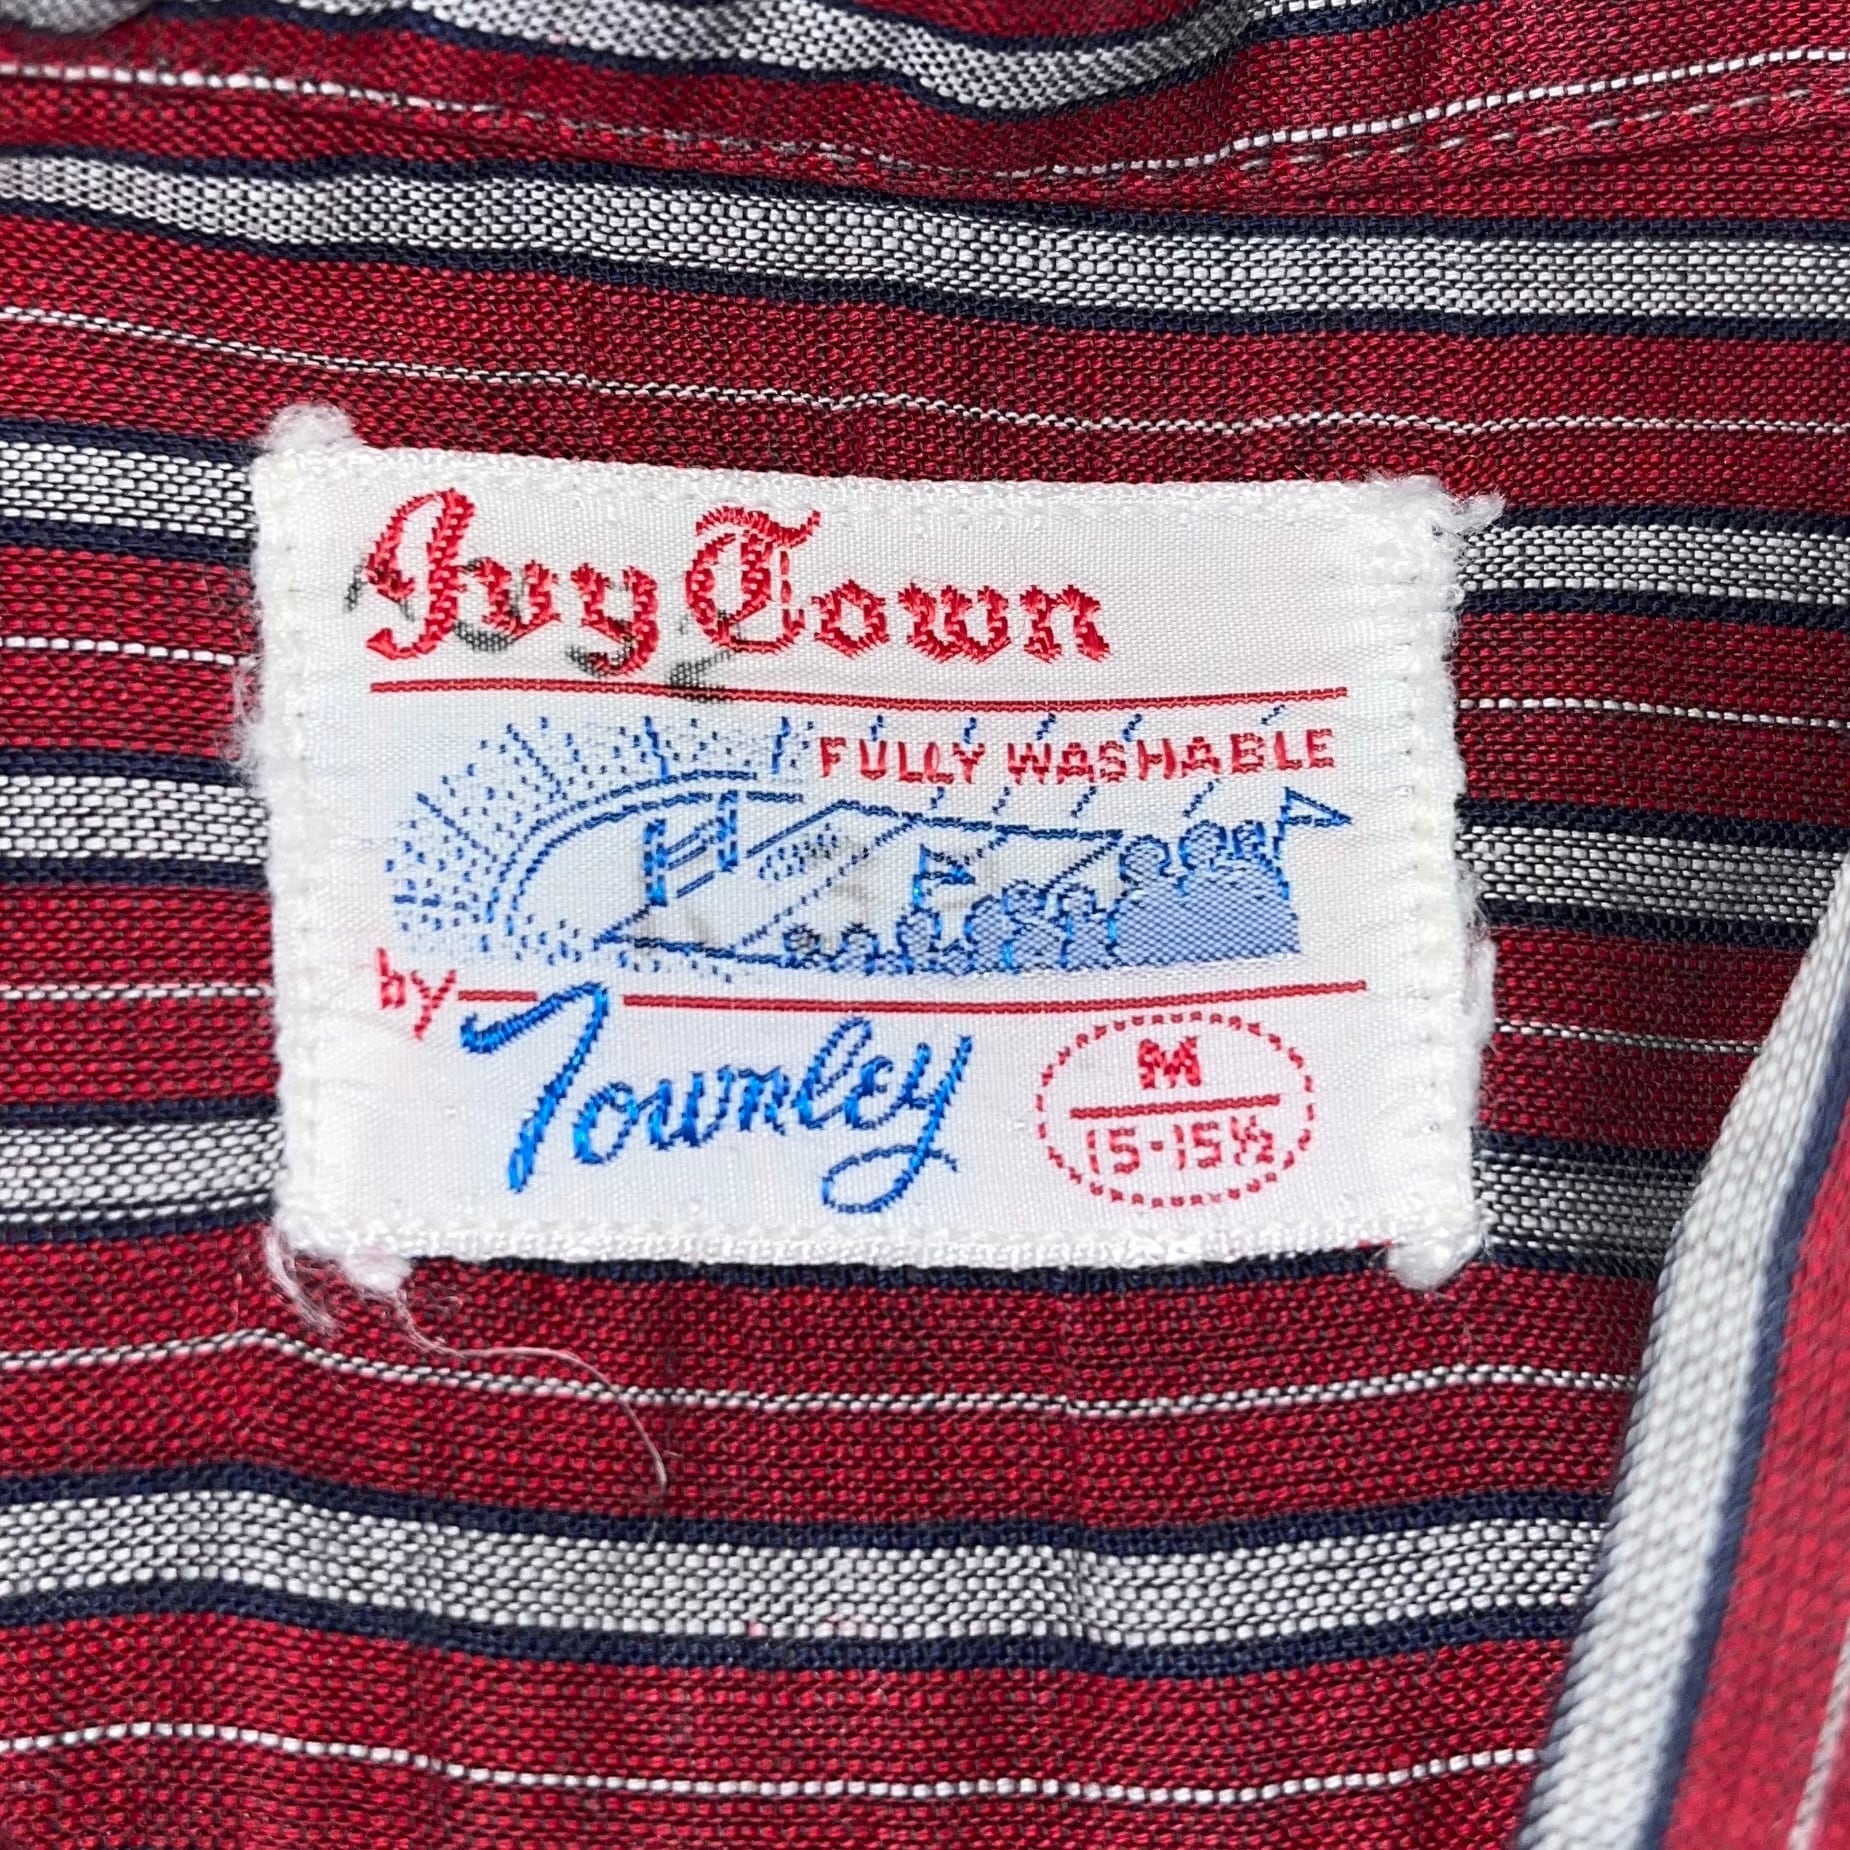 Ivy Town
FULLY WASHABLE
by Townley
M
15-15½